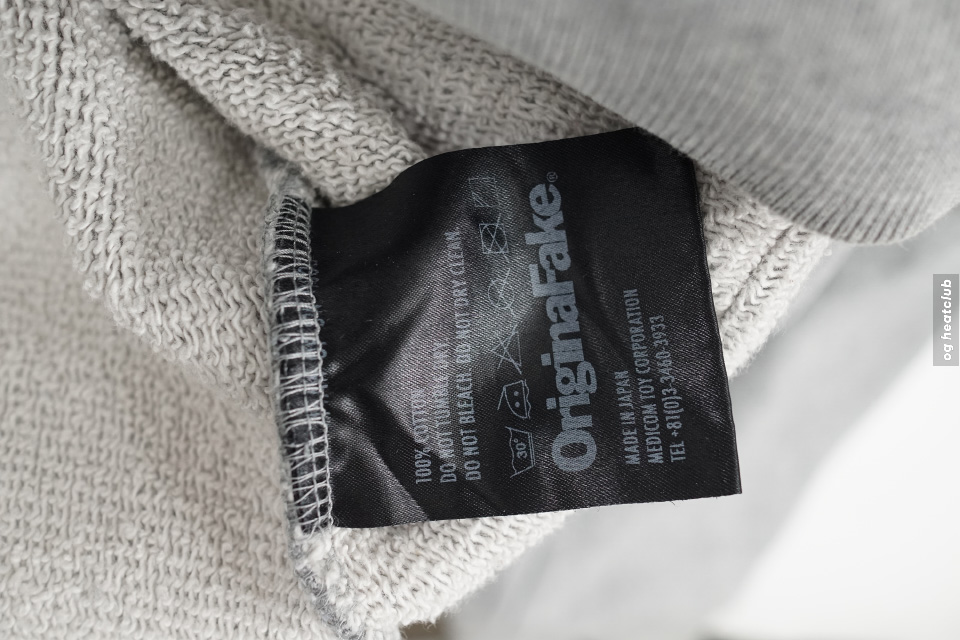 100% COTTON
DO NOT TUMBLE DRY
DO NOT BLEACH. DO NOT DRY CLEAN.
30°
OriginalFake®
MADE IN JAPAN
MEDICOM TOY CORPORATION
TEL +81(0)3-3460-3933
og heatclub